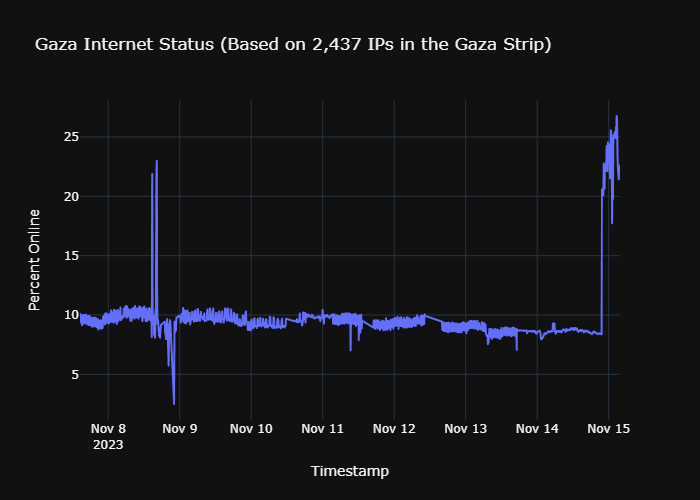 Gaza Internet Status (Based on 2,437 IPs in the Gaza Strip)
Percent Online
25
20
15
10
5
Nov 8 Nov 9 Nov 10 Nov 11 Nov 12 Nov 13 Nov 14 Nov 15
2023
Timestamp